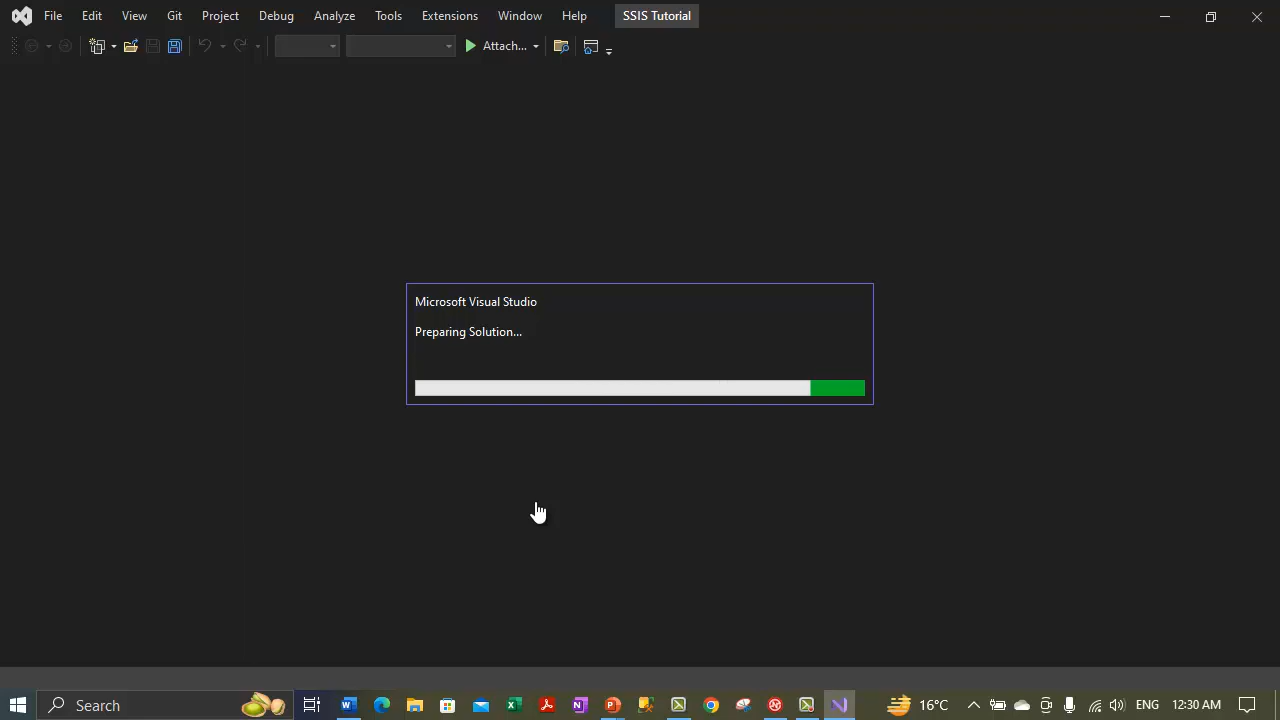 File Edit View Git Project Debug Analyze Tools Extensions Window Help SSIS Tutorial
Attach...
Microsoft Visual Studio
Preparing Solution...
Search 16°C ENG 12:30 AM